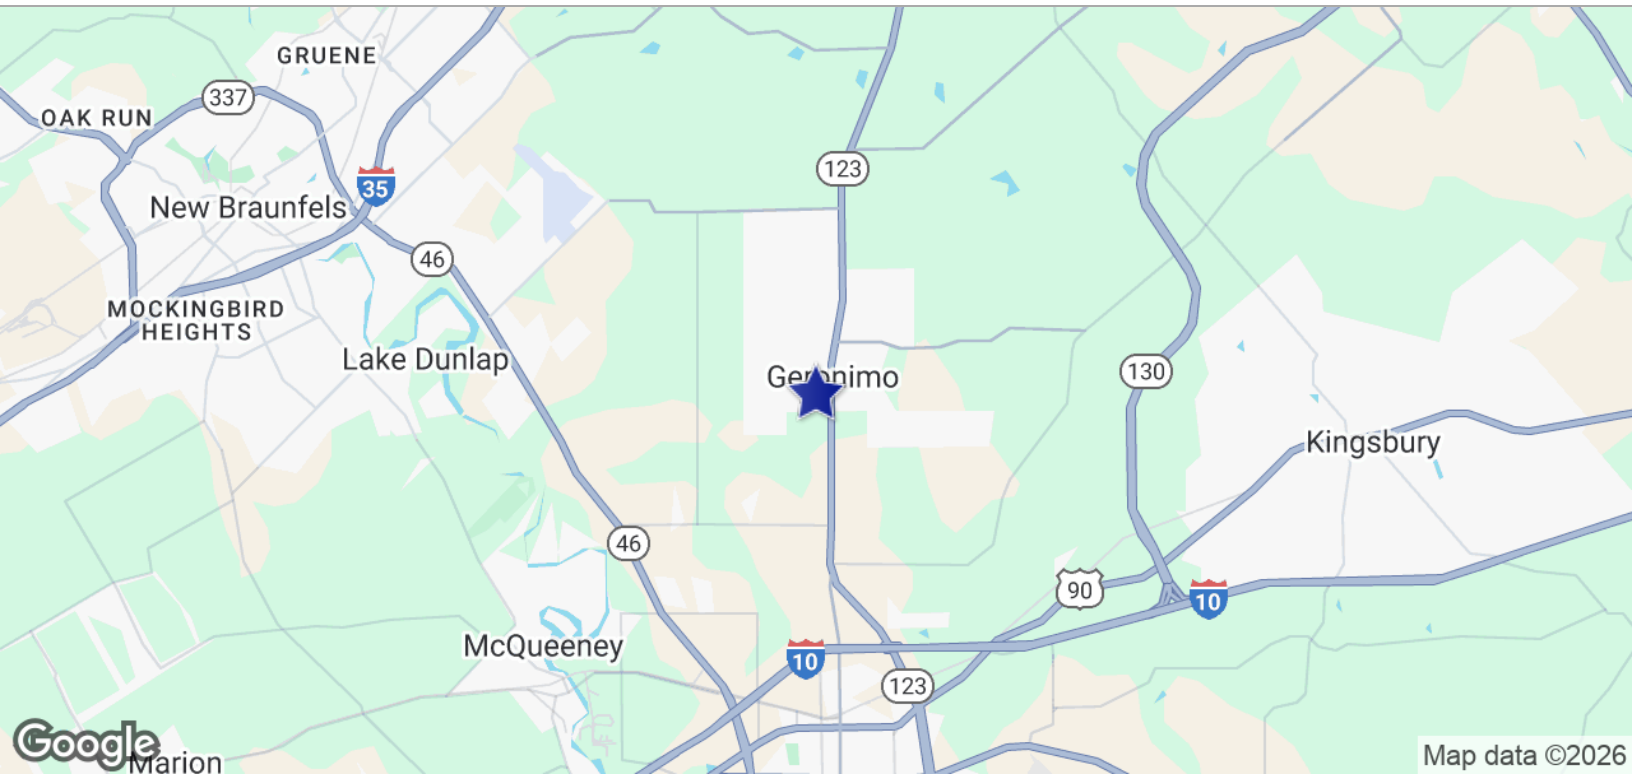 GRUENE
337
OAK RUN
123
35
New Braunfels
46
MOCKINGBIRD
HEIGHTS
Lake Dunlap
Geronimo
130
Kingsbury
46
90
10
McQueeney
10
123
Google
Marion
Map data ©2026